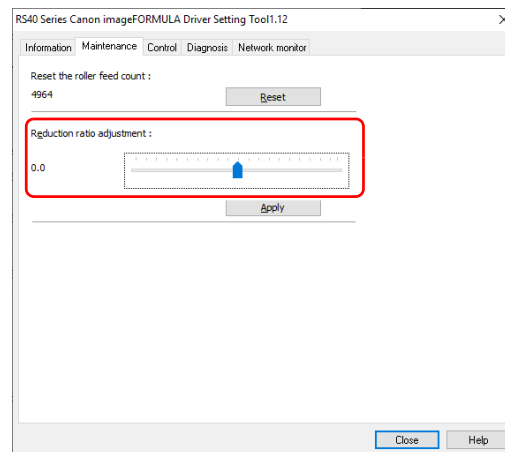 RS40 Series Canon imageFORMULA Driver Setting Tool1.12
Information Maintenance Control Diagnosis Network monitor
Reset the roller feed count :
4964 Reset
Reduction ratio adjustment :
0.0
Apply
Close Help